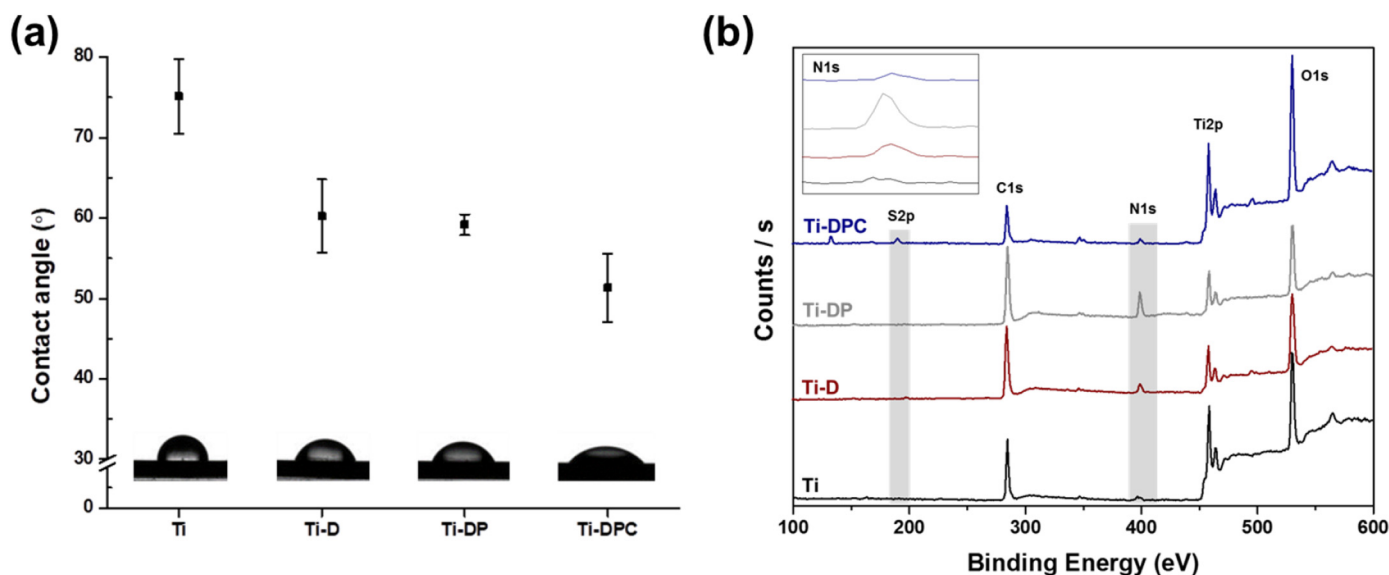 (a)
80
70
60
50
40
30
0
Contact angle (○)
Ti
Ti-D
Ti-DP
Ti-DPC
(b)
N1s
O1s
Ti2p
C1s
S2p
N1s
Ti-DPC
Ti-DP
Ti-D
Ti
Counts / s
100
200
300
400
500
600
Binding Energy (eV)